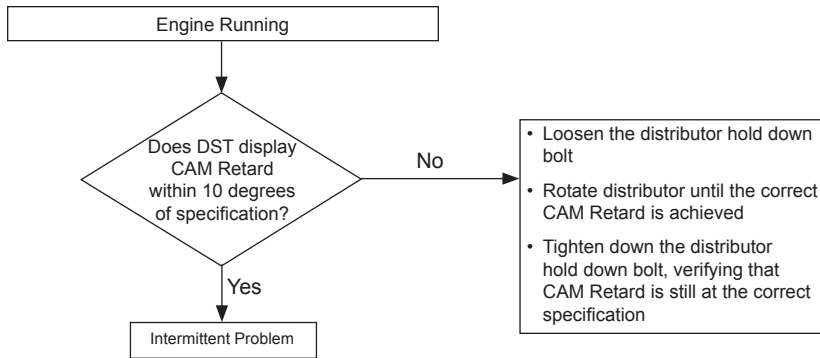 Engine Running
Does DST display
CAM Retard
within 10 degrees
of specification?
No
• Loosen the distributor hold down
bolt
• Rotate distributor until the correct
CAM Retard is achieved
• Tighten down the distributor
hold down bolt, verifying that
CAM Retard is still at the correct
specification
Yes
Intermittent Problem